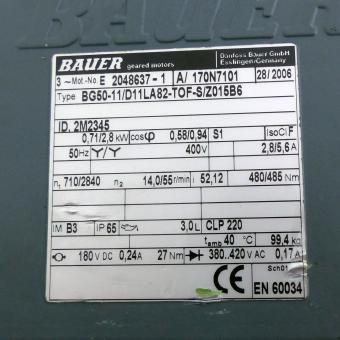 BAUER
BAUER geared motors
Danfoss Bauer GmbH
Esslingen/Germany
3~Mot.-No. E 2048637-1 A/ 170N7101 28/2006
Type BG50-11/D11LA82-TOF-S/Z015B6
ID. 2M2345
0,71/2,8 kW cosφ 0,58/0,94 S1 IsoCl F
50Hz Y/YY 400V 2,8/5,6 A
n1 710/2840 n2 14,0/55 r/min i 52,12 480/485 Nm
IM B3 IP 65 3,0 L CLP 220
tamb 40 °C 99,4 kg
180 V DC 0,24A 27 Nm 380..420 V AC 0,17 A
Sch01
CE EN 60034